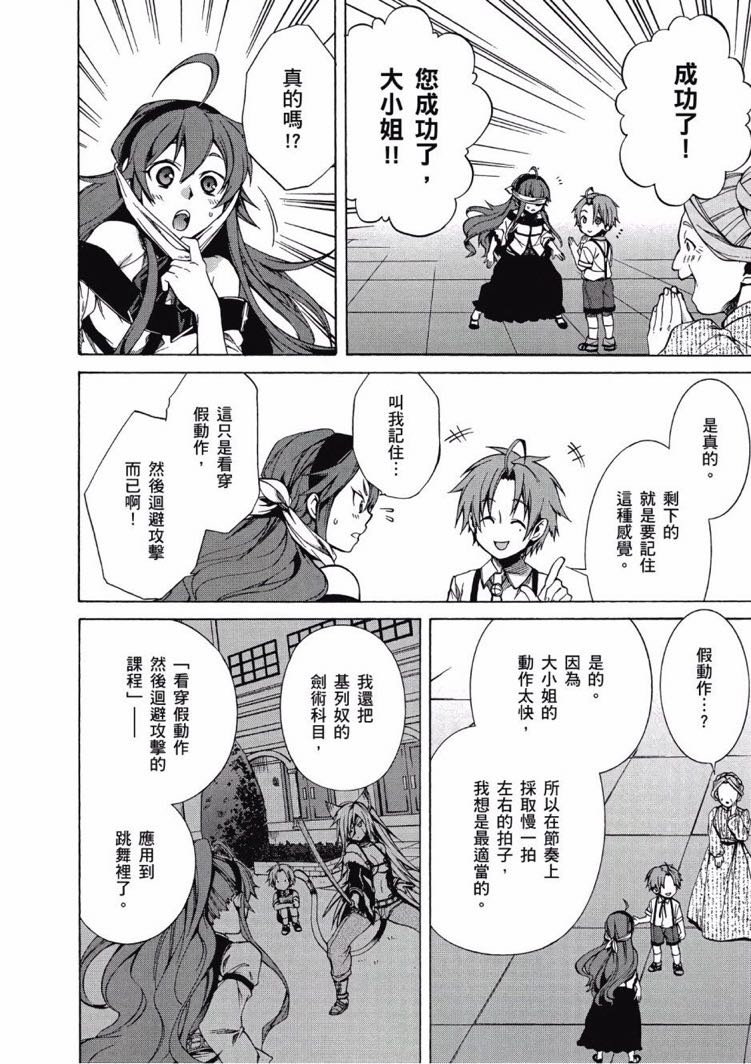 成功了！
您成功了，
大小姐!!
真的嗎!?
是真的。
剩下的
就是要記住
這種感覺。
叫我記住…
這只是看穿
假動作，
然後迴避攻擊
而已啊！
假動作…？
是的。
因為
大小姐的
動作太快，
所以在節奏上
採取慢一拍
左右的拍子，
我想是最適當的。
我還把
基列奴的
劍術科目，
「看穿假動作
然後迴避攻擊的
課程」——
應用到
跳舞裡了。